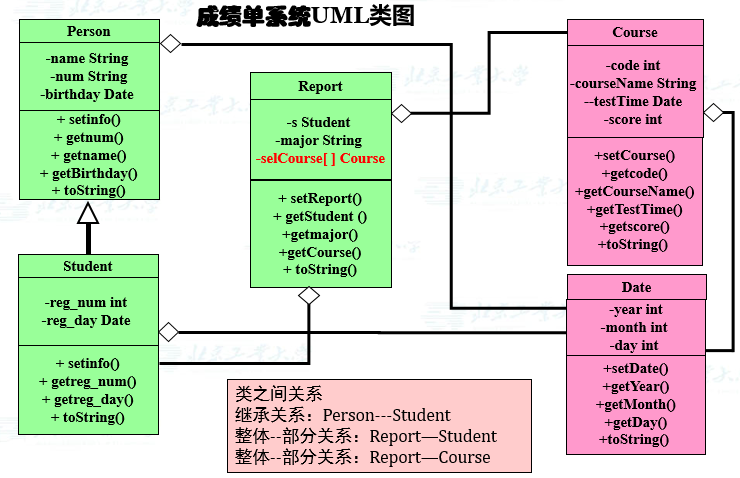 成绩单系统UML类图
Person
-name String
-num String
-birthday Date
+ setinfo()
+ getnum()
+ getname()
+ getBirthday()
+ toString()
Student
-reg_num int
-reg_day Date
+ setinfo()
+ getreg_num()
+ getreg_day()
+ toString()
Report
-s Student
-major String
-selCourse[ ] Course
+ setReport()
+ getStudent ()
+getmajor()
+getCourse()
+ toString()
Course
-code int
-courseName String
--testTime Date
-score int
+setCourse()
+getcode()
+getCourseName()
+getTestTime()
+getscore()
+toString()
Date
-year int
-month int
-day int
+setDate()
+getYear()
+getMonth()
+getDay()
+toString()
类之间关系
继承关系：Person---Student
整体--部分关系：Report—Student
整体--部分关系：Report—Course